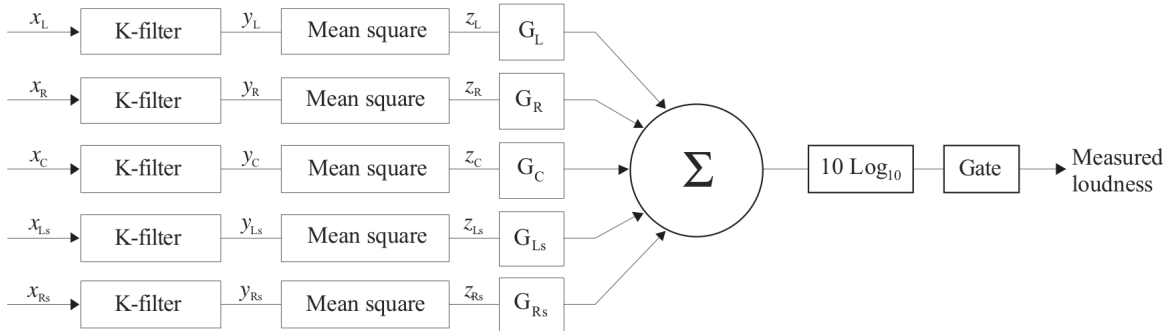 x_L K-filter y_L Mean square z_L G_L
x_R K-filter y_R Mean square z_R G_R
x_C K-filter y_C Mean square z_C G_C
Σ 10 Log_10 Gate Measured
loudness
x_Ls K-filter y_Ls Mean square z_Ls G_Ls
x_Rs K-filter y_Rs Mean square z_Rs G_Rs